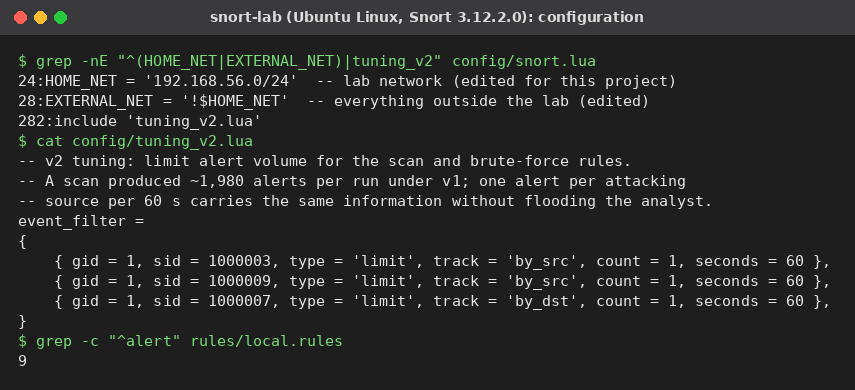 snort-lab (Ubuntu Linux, Snort 3.12.2.0): configuration
$ grep -nE "^(HOME_NET|EXTERNAL_NET)|tuning_v2" config/snort.lua
24:HOME_NET = '192.168.56.0/24'  -- lab network (edited for this project)
28:EXTERNAL_NET = '!$HOME_NET'  -- everything outside the lab (edited)
282:include 'tuning_v2.lua'
$ cat config/tuning_v2.lua
-- v2 tuning: limit alert volume for the scan and brute-force rules.
-- A scan produced ~1,980 alerts per run under v1; one alert per attacking
-- source per 60 s carries the same information without flooding the analyst.
event_filter =
{
    { gid = 1, sid = 1000003, type = 'limit', track = 'by_src', count = 1, seconds = 60 },
    { gid = 1, sid = 1000009, type = 'limit', track = 'by_src', count = 1, seconds = 60 },
    { gid = 1, sid = 1000007, type = 'limit', track = 'by_dst', count = 1, seconds = 60 },
}
$ grep -c "^alert" rules/local.rules
9